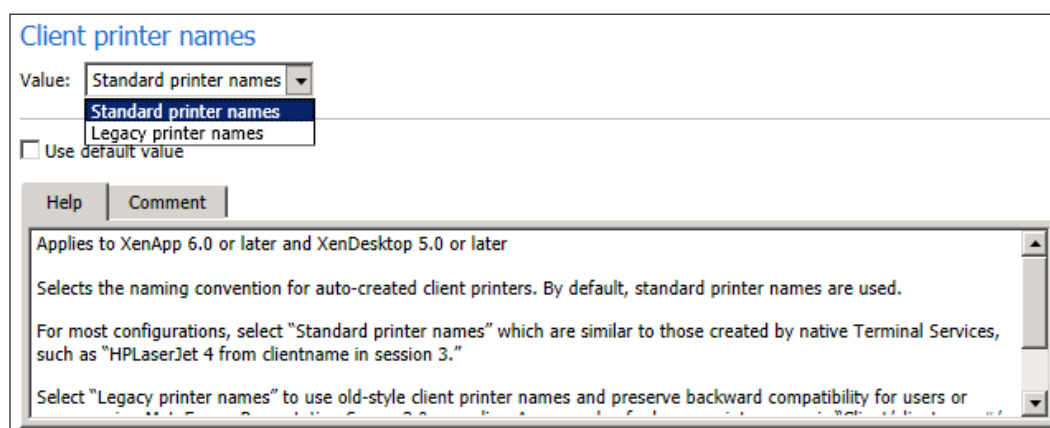 Client printer names
Value: Standard printer names
Standard printer names
Legacy printer names
Use default value
Help Comment
Applies to XenApp 6.0 or later and XenDesktop 5.0 or later
Selects the naming convention for auto-created client printers. By default, standard printer names are used.
For most configurations, select “Standard printer names” which are similar to those created by native Terminal Services,
such as “HPLaserJet 4 from clientname in session 3.”
Select “Legacy printer names” to use old-style client printer names and preserve backward compatibility for users or